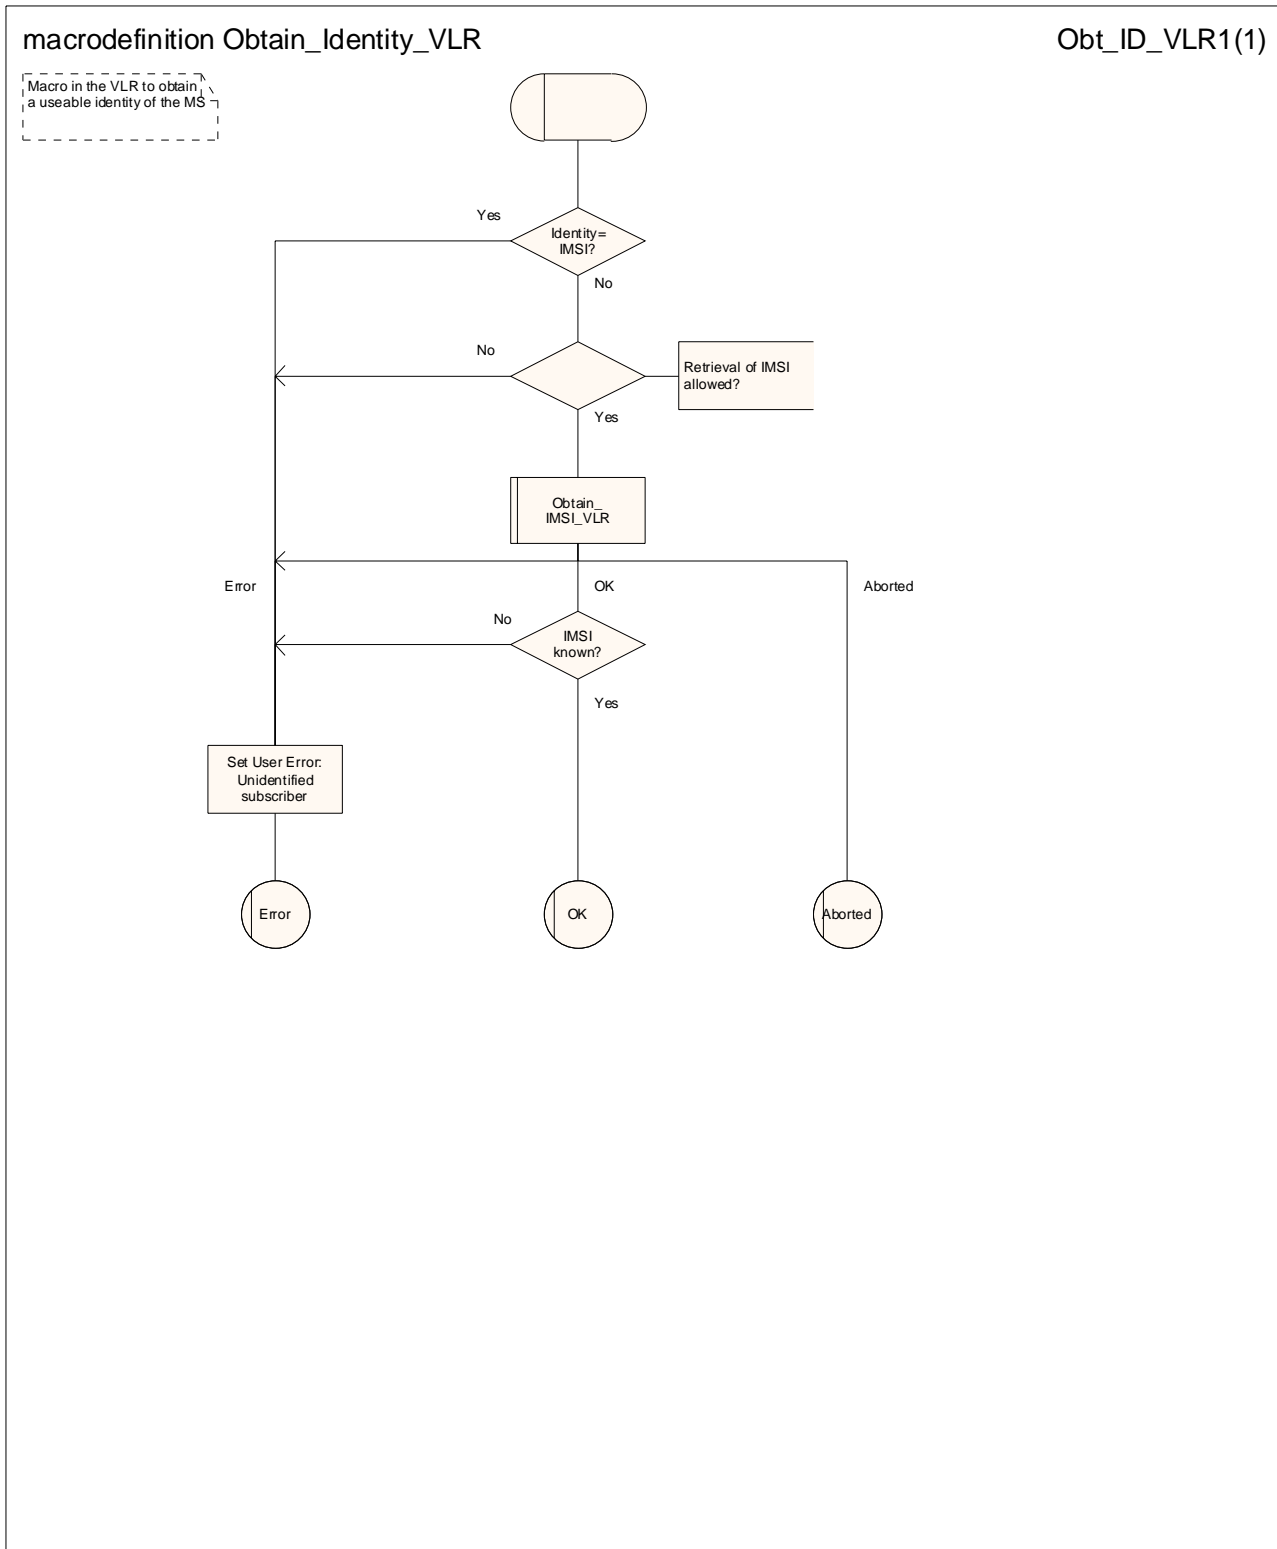 macrodefinition Obtain_Identity_VLR
Obt_ID_VLR1(1)
Macro in the VLR to obtain
a useable identity of the MS
Yes
Identity=
IMSI?
No
No
Retrieval of IMSI
allowed?
Yes
Obtain_
IMSI_VLR
Error
OK
Aborted
No
IMSI
known?
Yes
Set User Error:
Unidentified
subscriber
Error
OK
Aborted